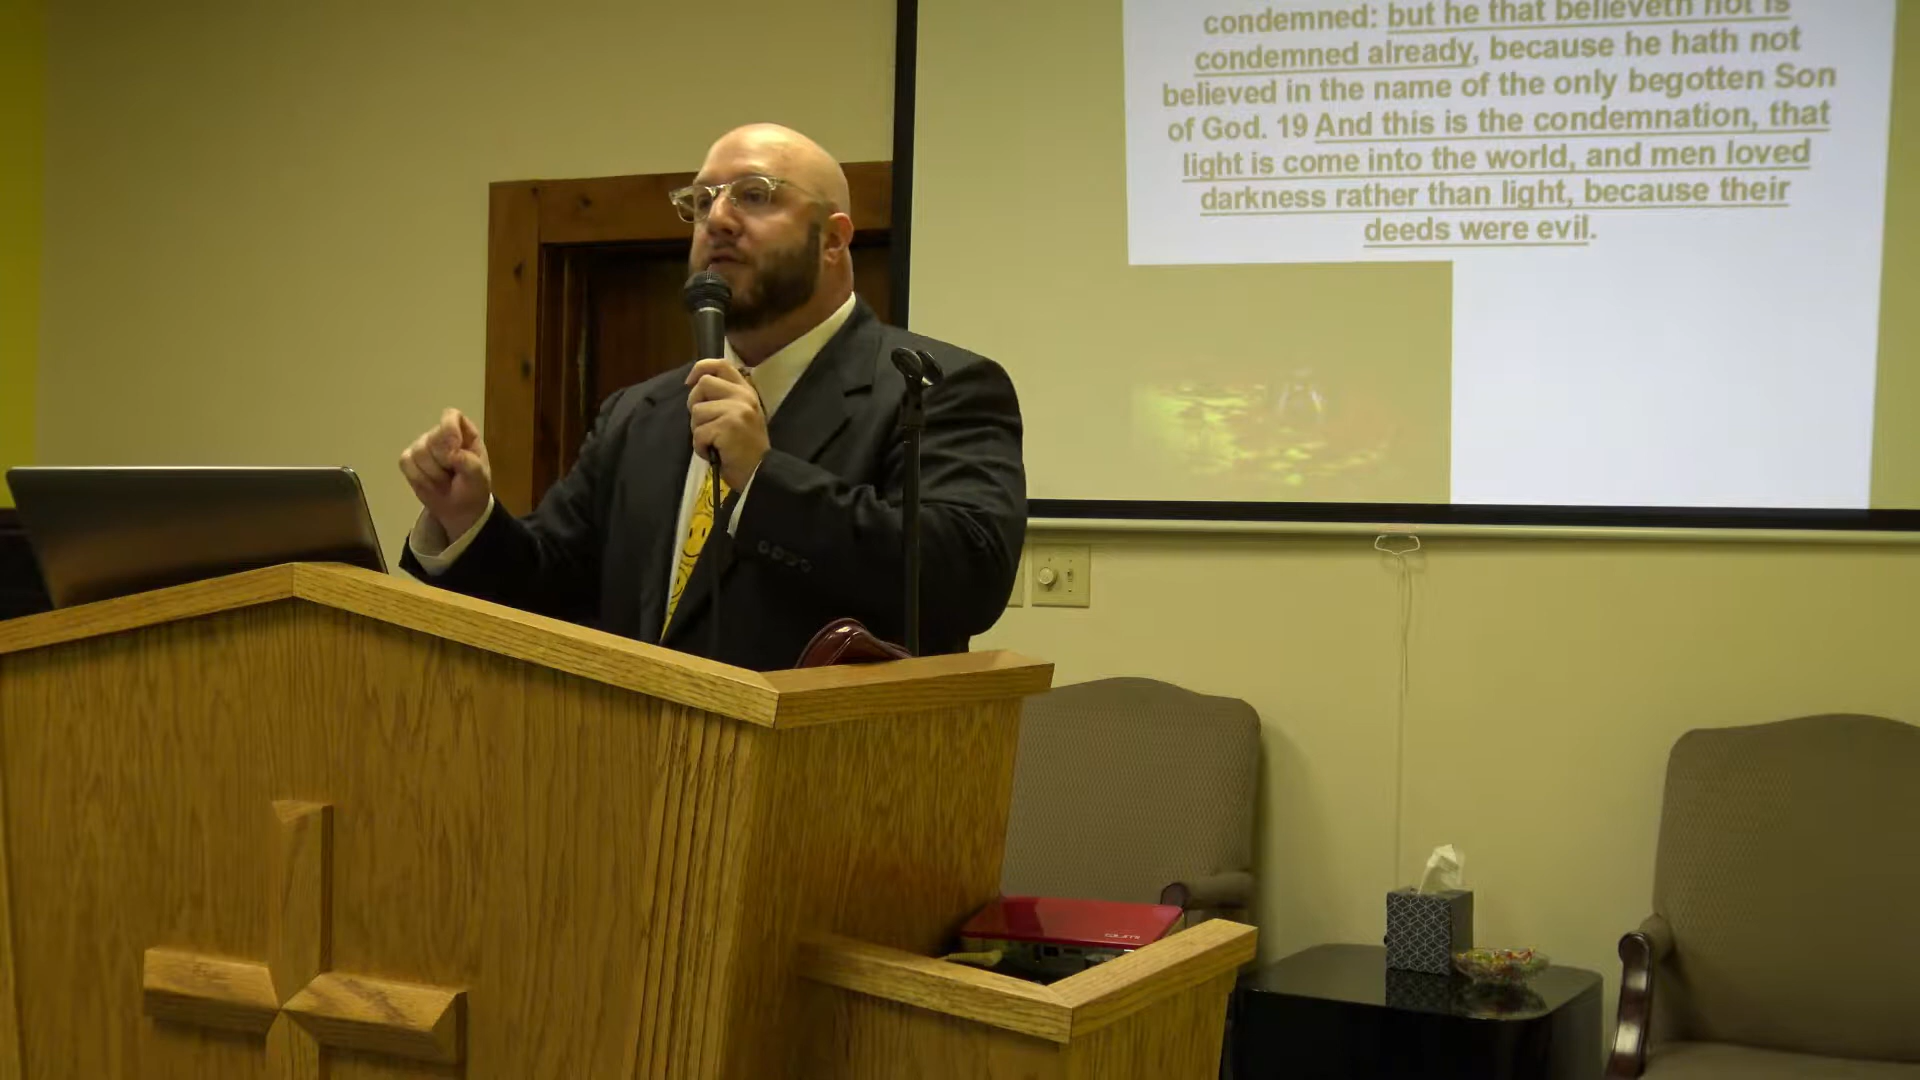 condemned: but he that believeth not is
condemned already, because he hath not
believed in the name of the only begotten Son
of God. 19 And this is the condemnation, that
light is come into the world, and men loved
darkness rather than light, because their
deeds were evil.